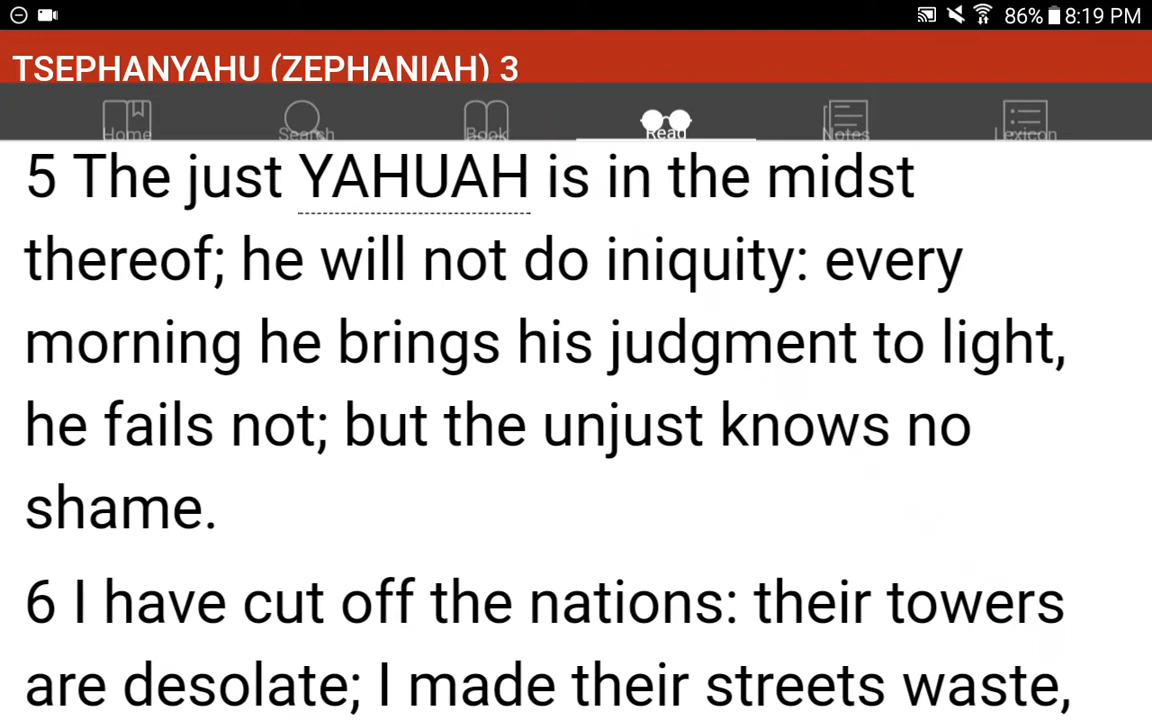 86% 8:19 PM
TSEPHANYAHU (ZEPHANIAH) 3
Home Search Book Read Notes Lexicon
5 The just YAHUAH is in the midst
thereof; he will not do iniquity: every
morning he brings his judgment to light,
he fails not; but the unjust knows no
shame.
6 I have cut off the nations: their towers
are desolate; I made their streets waste,